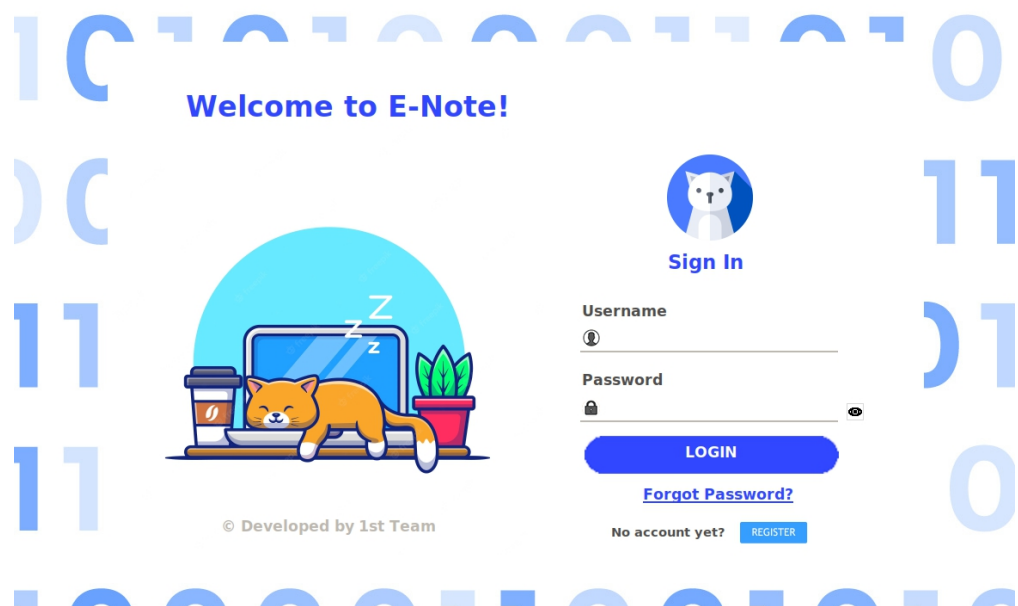 Welcome to E-Note!
Sign In
Username
Password
LOGIN
Forgot Password?
No account yet? REGISTER
Z
Z
Z
© Developed by 1st Team